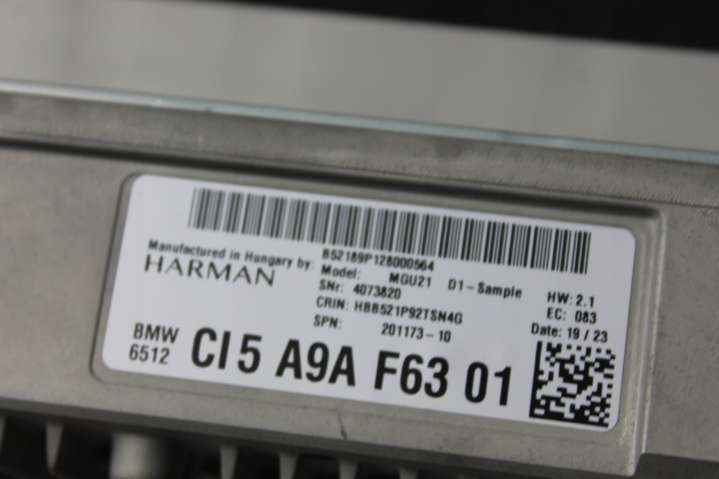 B52189P128000564
Manufactured in Hungary by:
HARMAN
Model: MGU21 D1-Sample
SNr: 4073820
CRIN: HBB521P92TSN4G
SPN: 201173-10
HW: 2.1
EC: 083
Date: 19 / 23
BMW
6512
CI5 A9A F63 01